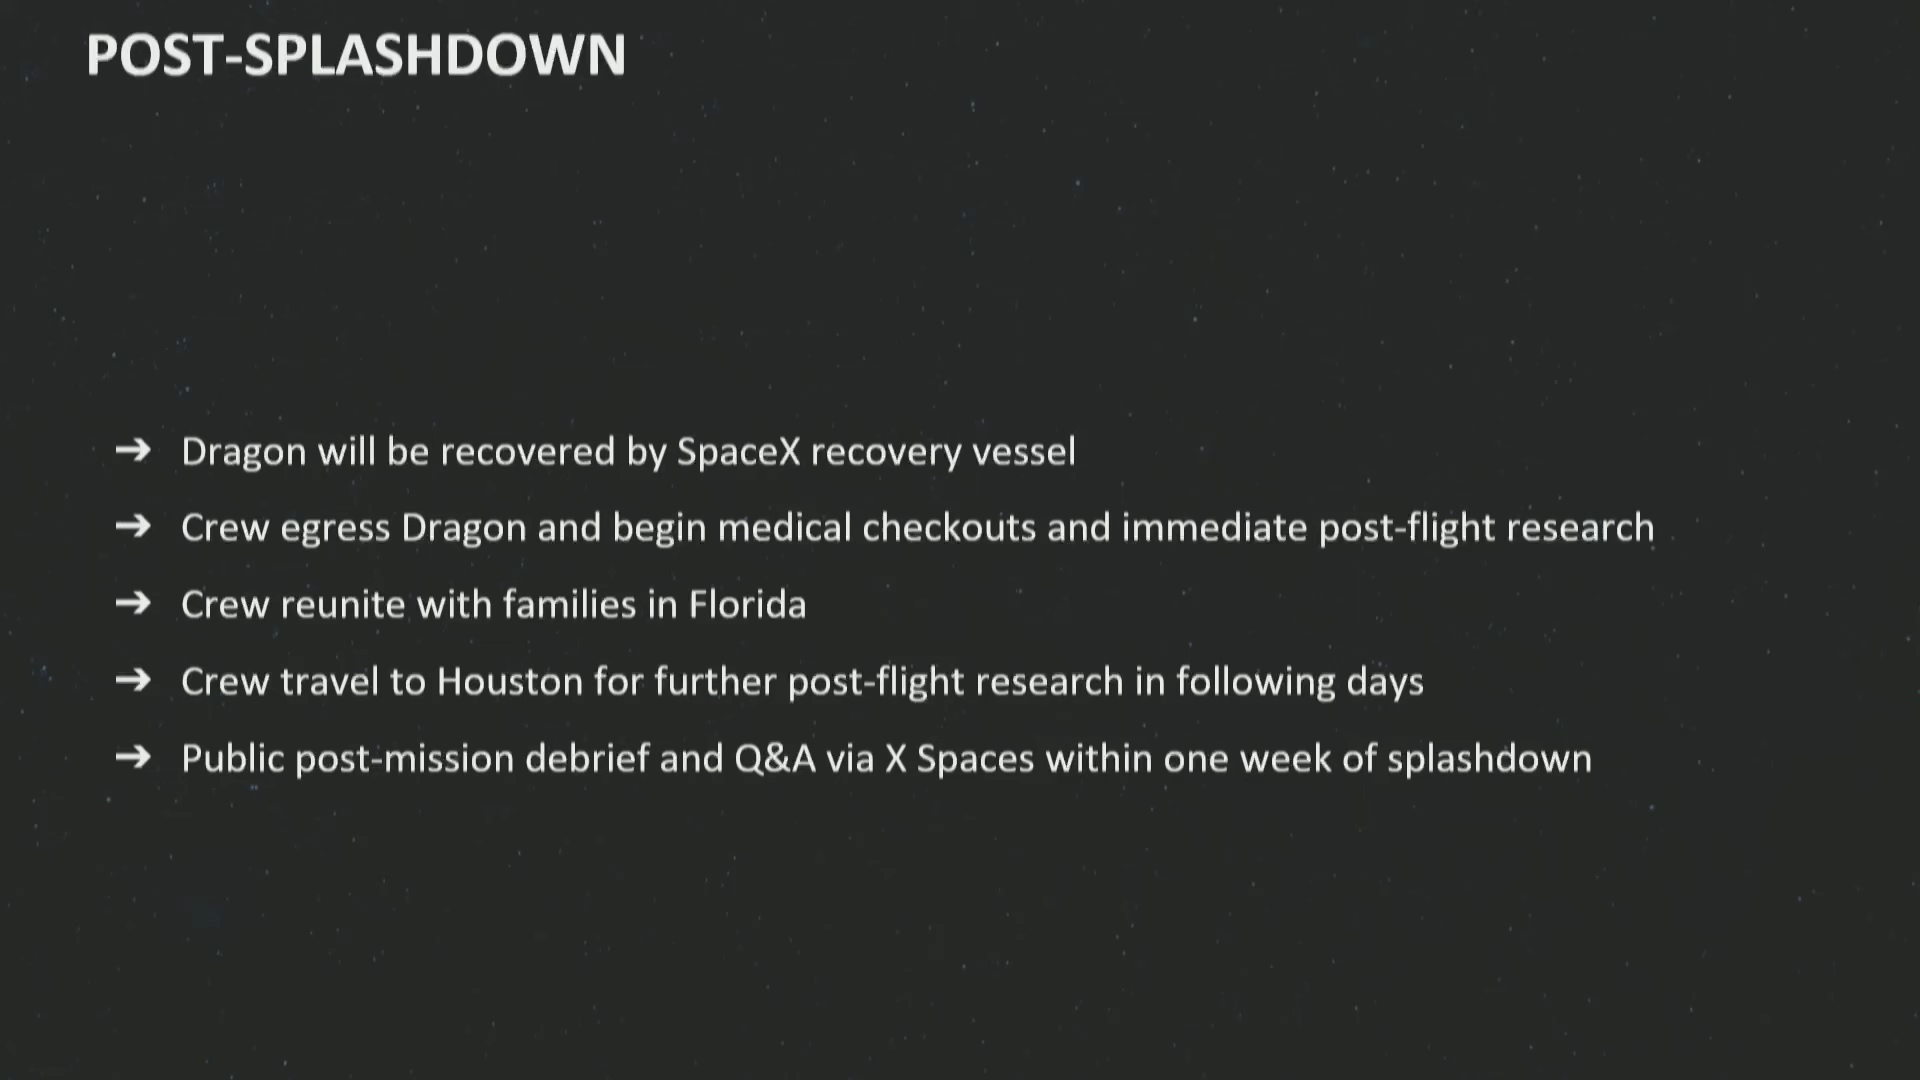 POST-SPLASHDOWN
➔ Dragon will be recovered by SpaceX recovery vessel
➔ Crew egress Dragon and begin medical checkouts and immediate post-flight research
➔ Crew reunite with families in Florida
➔ Crew travel to Houston for further post-flight research in following days
➔ Public post-mission debrief and Q&A via X Spaces within one week of splashdown